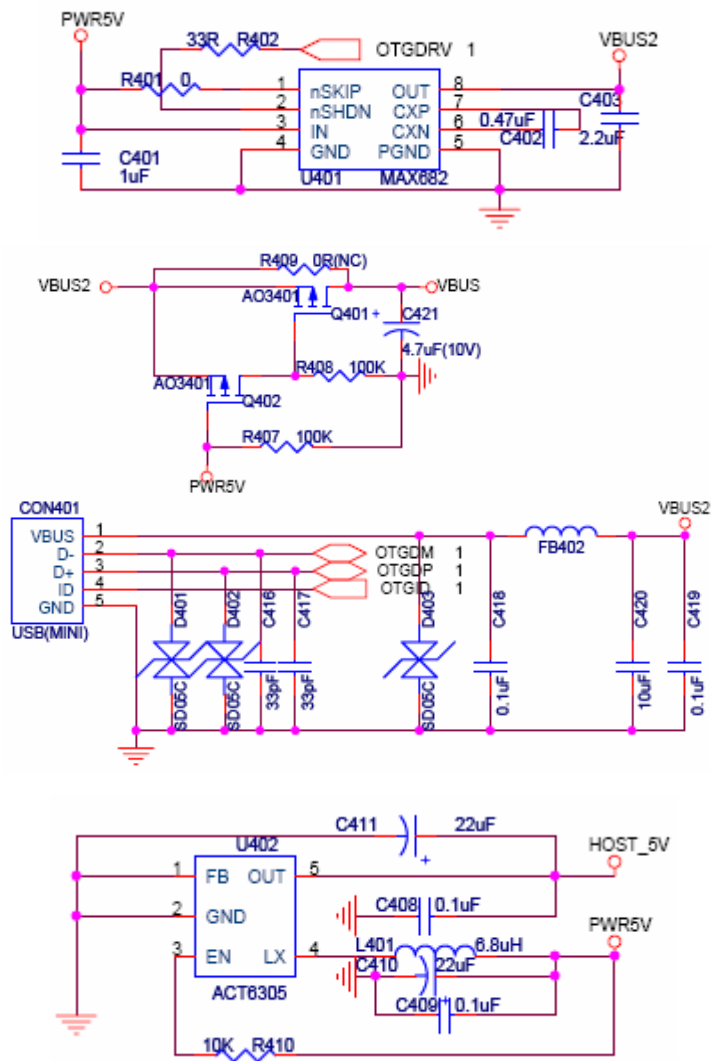 PWR5V
33R R402
OTGDRV 1
VBUS2
R401 0
1 nSKIP OUT 8
2 nSHDN CXP 7
3 IN CXN 6
4 GND PGND 5
0.47uF
C402
C403
2.2uF
C401
1uF
U401 MAX682
R409 0R(NC)
VBUS2
VBUS
AO3401
Q401
+
C421
4.7uF(10V)
R408 100K
AO3401
Q402
R407 100K
PWR5V
CON401
VBUS 1
D- 2
D+ 3
ID 4
GND 5
USB(MINI)
OTGDM 1
OTGDP 1
OTGID 1
FB402
VBUS2
D401
SD05C
D402
SD05C
C416
33pF
C417
33pF
D403
SD05C
C418
0.1uF
C420
10uF
C419
0.1uF
C411 22uF
+
U402
HOST_5V
1 FB OUT 5
2 GND
3 EN LX 4
ACT6305
C408 0.1uF
PWR5V
L401 6.8uH
C410 22uF
+
C409 0.1uF
10K R410